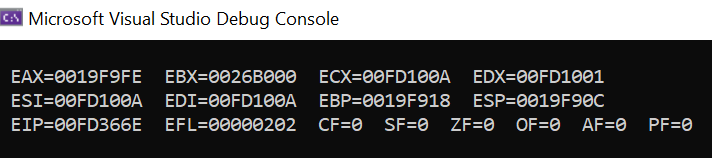 C:\ Microsoft Visual Studio Debug Console
EAX=0019F9FE EBX=0026B000 ECX=00FD100A EDX=00FD1001
ESI=00FD100A EDI=00FD100A EBP=0019F918 ESP=0019F90C
EIP=00FD366E EFL=00000202 CF=0 SF=0 ZF=0 OF=0 AF=0 PF=0